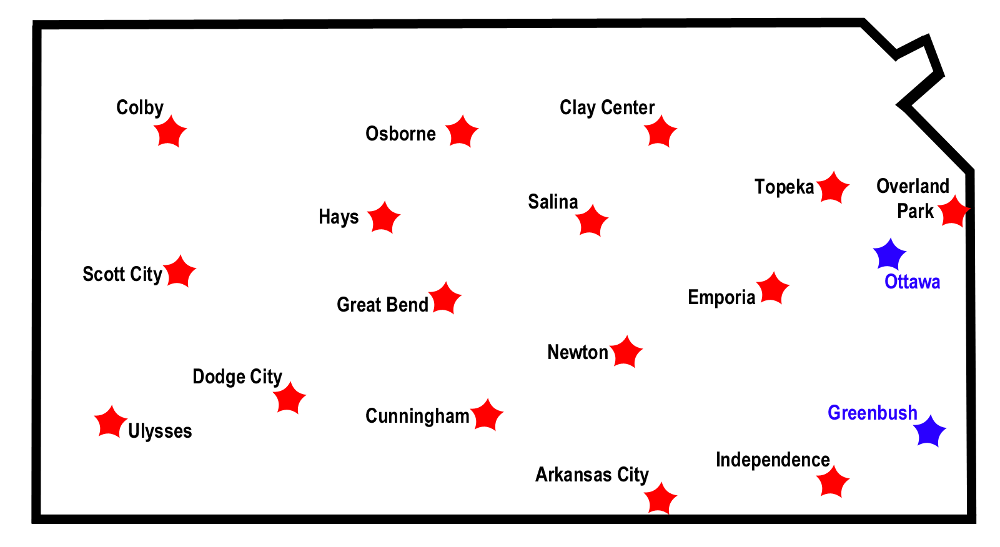 Colby
Clay Center
Osborne
Topeka
Overland
Park
Salina
Hays
Scott City
Ottawa
Emporia
Great Bend
Newton
Dodge City
Cunningham
Greenbush
Ulysses
Independence
Arkansas City